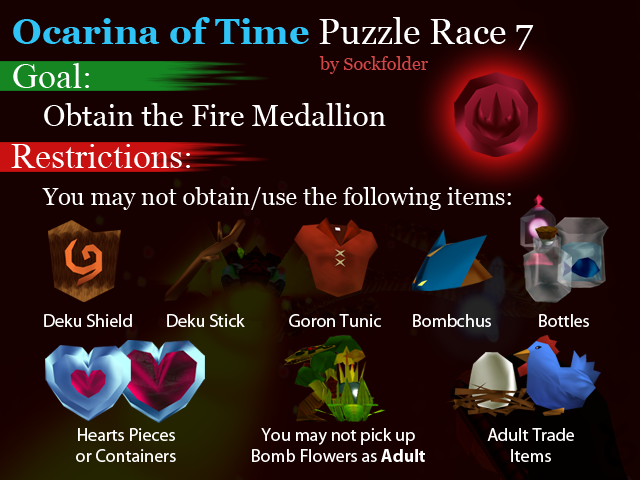 Ocarina of Time Puzzle Race 7
by Sockfolder
Goal:
Obtain the Fire Medallion
Restrictions:
You may not obtain/use the following items:
Deku Shield
Deku Stick
Goron Tunic
Bombchus
Bottles
Hearts Pieces
or Containers
You may not pick up
Bomb Flowers as Adult
Adult Trade
Items